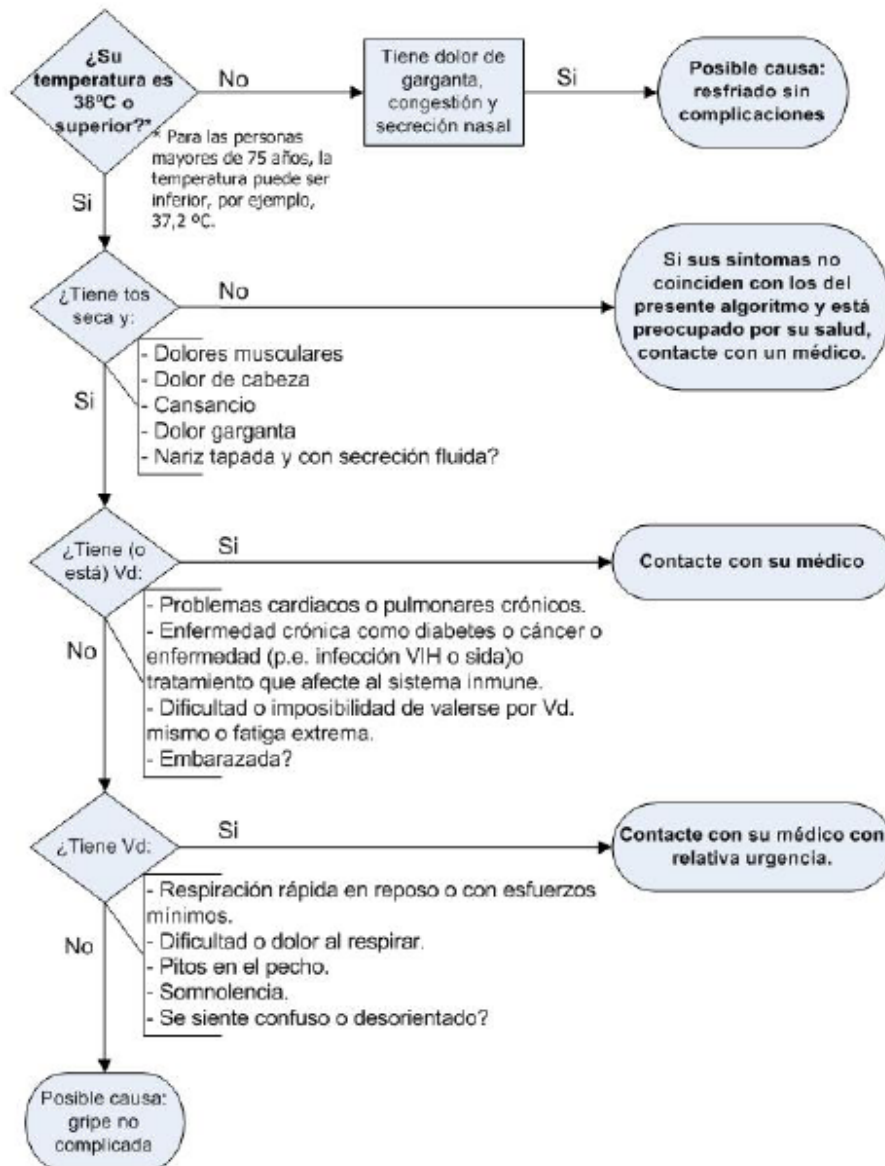 ¿Su
temperatura es
38ºC o
superior?*
No
Tiene dolor de
garganta,
congestión y
secreción nasal
Si
Posible causa:
resfriado sin
complicaciones
* Para las personas
mayores de 75 años, la
temperatura puede ser
inferior, por ejemplo,
37,2 ºC.
Si
¿Tiene tos
seca y:
No
Si sus síntomas no
coinciden con los del
presente algoritmo y está
preocupado por su salud,
contacte con un médico.
- Dolores musculares
- Dolor de cabeza
- Cansancio
- Dolor garganta
- Nariz tapada y con secreción fluida?
Si
¿Tiene (o
está) Vd:
Si
Contacte con su médico
- Problemas cardiacos o pulmonares crónicos.
- Enfermedad crónica como diabetes o cáncer o
enfermedad (p.e. infección VIH o sida)o
tratamiento que afecte al sistema inmune.
- Dificultad o imposibilidad de valerse por Vd.
mismo o fatiga extrema.
- Embarazada?
No
¿Tiene Vd:
Si
Contacte con su médico con
relativa urgencia.
- Respiración rápida en reposo o con esfuerzos
mínimos.
- Dificultad o dolor al respirar.
- Pitos en el pecho.
- Somnolencia.
- Se siente confuso o desorientado?
No
Posible causa:
gripe no
complicada